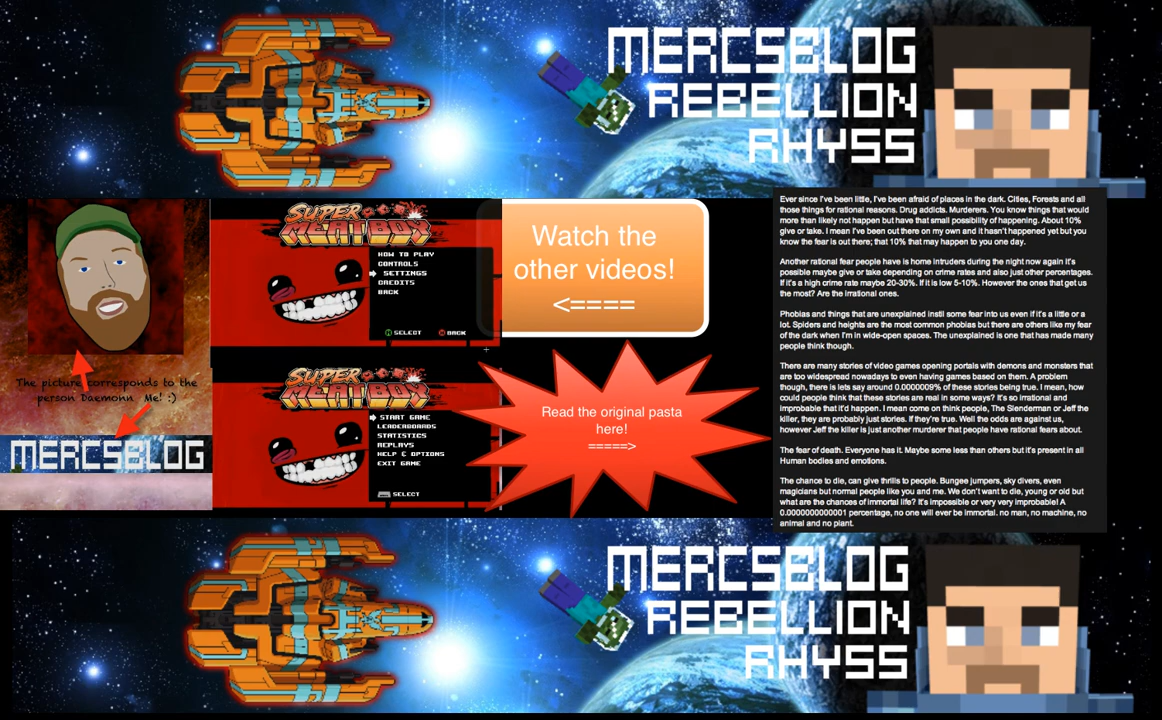 MERCSBLOG
REBELLION
RHYSS
The picture corresponds to the
person Daemonn Me! :)
MERCSBLOG
SUPER
MEAT BOY
HOW TO PLAY
CONTROLS
SETTINGS
CREDITS
BACK
SELECT
BACK
SUPER
MEAT BOY
START GAME
LEADERBOARDS
STATISTICS
REPLAYS
HELP & OPTIONS
EXIT GAME
SELECT
Watch the
other videos!
<====
Read the original pasta
here!
=====>
Ever since I've been little, I've been afraid of places in the dark. Cities, Forests and all
those things for rational reasons. Drug addicts. Murderers. You know things that would
more than likely not happen but have that small possibility of happening. About 10%
give or take. I mean I've been out there on my own and it hasn't happened yet but you
know the fear is out there; that 10% that may happen to you one day.
Another rational fear people have is home intruders during the night now again it's
possible maybe give or take depending on crime rates and also just other percentages.
If it's a high crime rate maybe 20-30%. If it is low 5-10%. However the ones that get us
the most? Are the irrational ones.
Phobias and things that are unexplained instil some fear into us even if it's a little or a
lot. Spiders and heights are the most common phobias but there are others like my fear
of the dark when I'm in wide-open spaces. The unexplained is one that has made many
people think though.
There are many stories of video games opening portals with demons and monsters that
are too widespread nowadays to even having games based on them. A problem
though, there is lets say around 0.0000009% of these stories being true. I mean, how
could people think that these stories are real in some ways? It's so irrational and
improbable that it'd happen. I mean come on think people, The Slenderman or Jeff the
killer, they are probably just stories. If they're true. Well the odds are against us,
however Jeff the killer is just another murderer that people have rational fears about.
The fear of death. Everyone has it. Maybe some less than others but it's present in all
Human bodies and emotions.
The chance to die, can give thrills to people. Bungee jumpers, sky divers, even
magicians but normal people like you and me. We don't want to die, young or old but
what are the chances of immortal life? It's impossible or very very improbable! A
0.0000000000001 percentage, no one will ever be immortal. no man, no machine, no
animal and no plant.
MERCSBLOG
REBELLION
RHYSS